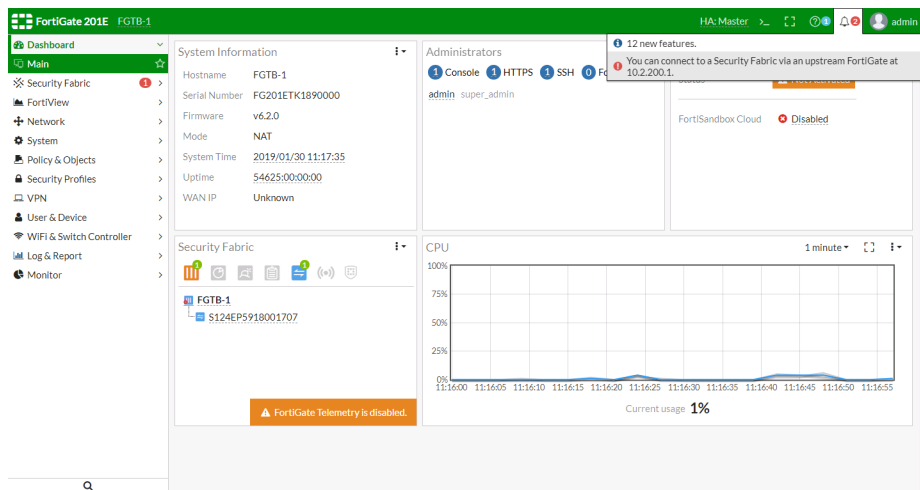 FortiGate 201E FGTB-1
HA: Master >_ 1 2 admin
Dashboard
Main
Security Fabric 1
FortiView
Network
System
Policy & Objects
Security Profiles
VPN
User & Device
WiFi & Switch Controller
Log & Report
Monitor
12 new features.
You can connect to a Security Fabric via an upstream FortiGate at
10.2.200.1.
System Information
Hostname FGTB-1
Serial Number FG201ETK1890000
Firmware v6.2.0
Mode NAT
System Time 2019/01/30 11:17:35
Uptime 54625:00:00:00
WAN IP Unknown
Administrators
1 Console 1 HTTPS 1 SSH 0
admin super_admin
FortiSandbox Cloud Disabled
Security Fabric
1 1
FGTB-1
S124EP5918001707
FortiGate Telemetry is disabled.
CPU
1 minute
100%
75%
50%
25%
0%
11:16:00 11:16:05 11:16:10 11:16:15 11:16:20 11:16:25 11:16:30 11:16:35 11:16:40 11:16:45 11:16:50 11:16:55
Current usage 1%